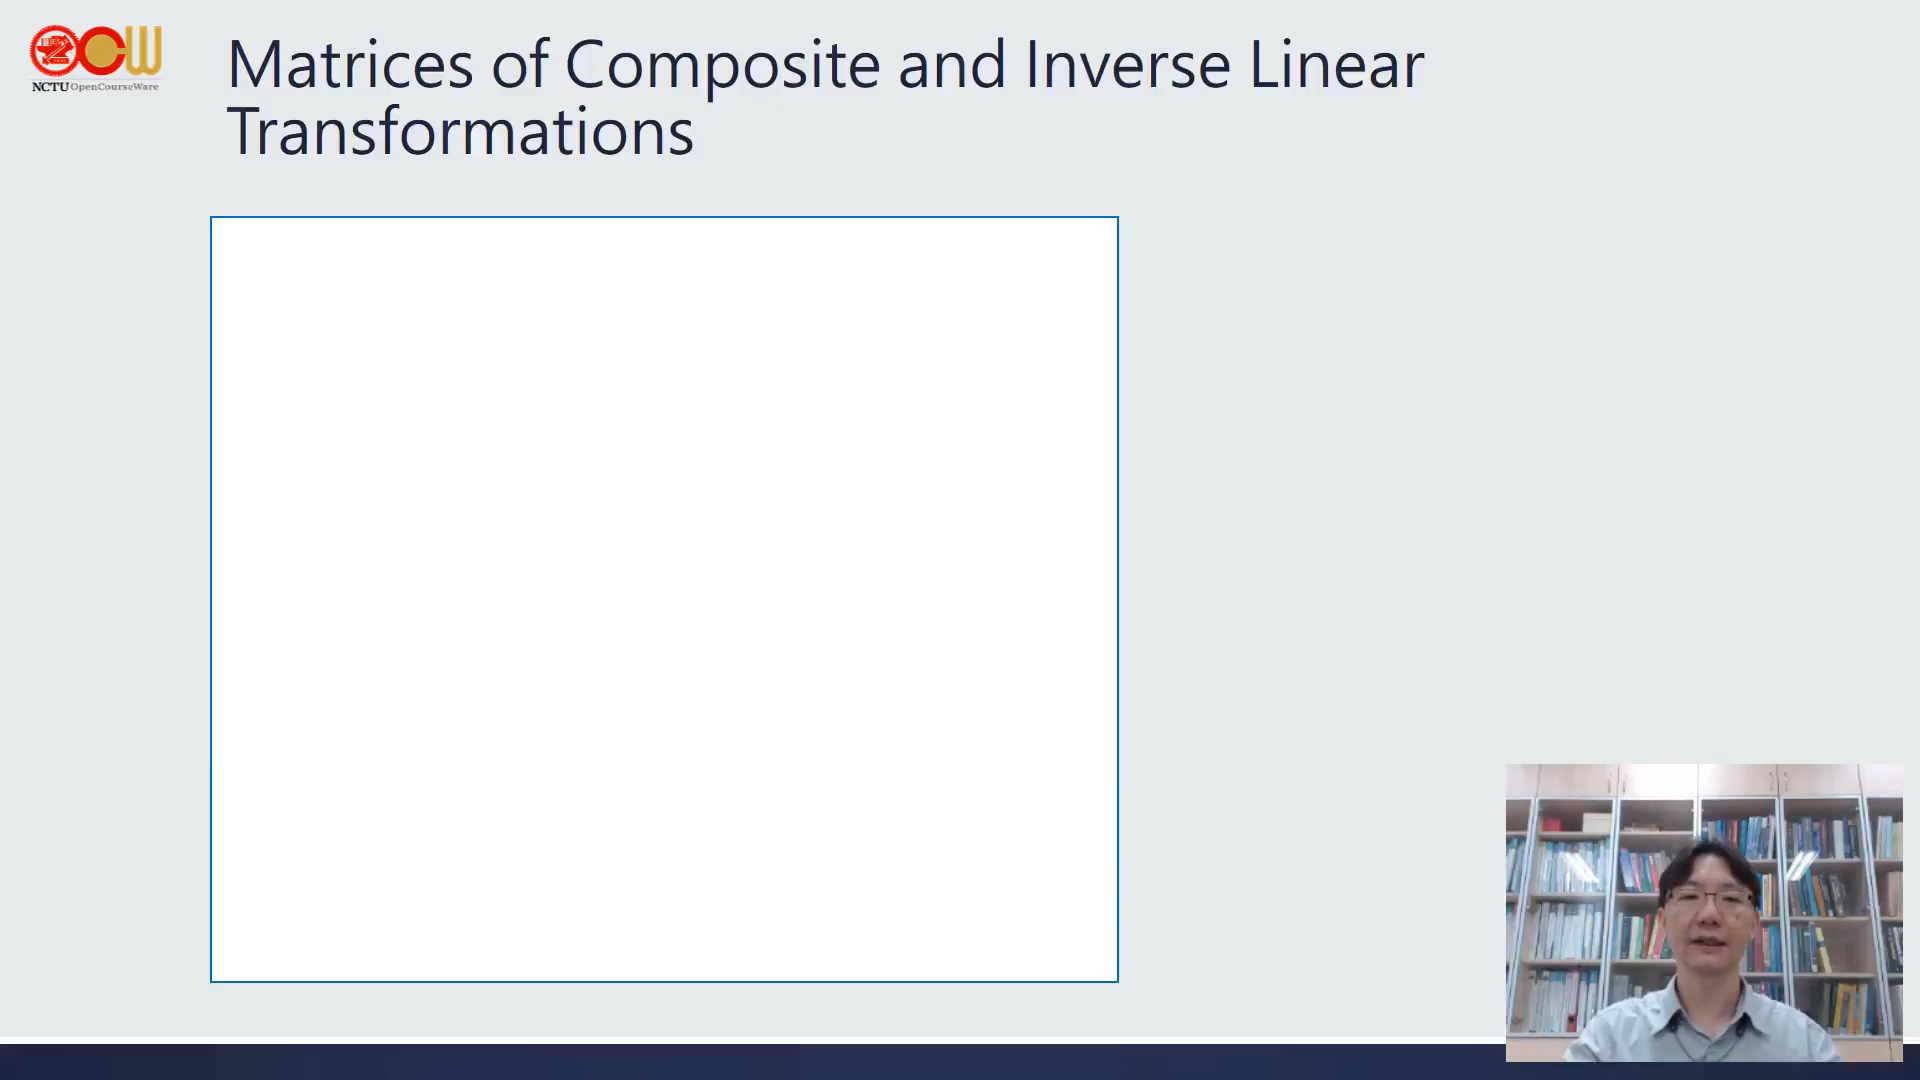 NCTU OpenCourseWare
Matrices of Composite and Inverse Linear
Transformations